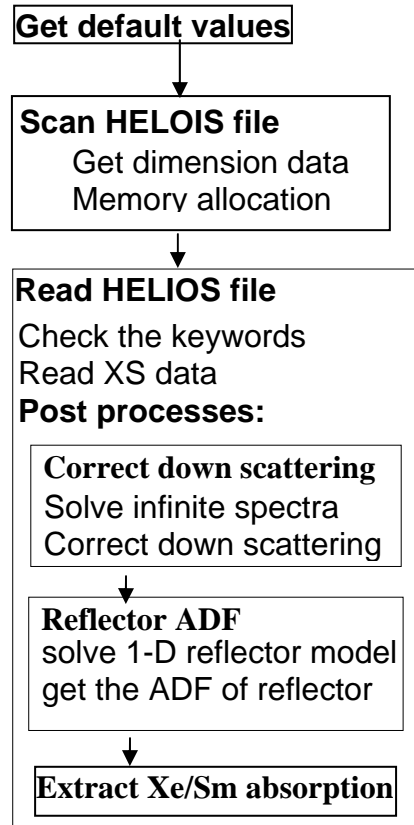 Get default values
Scan HELOIS file
Get dimension data
Memory allocation
Read HELIOS file
Check the keywords
Read XS data
Post processes:
Correct down scattering
Solve infinite spectra
Correct down scattering
Reflector ADF
solve 1-D reflector model
get the ADF of reflector
Extract Xe/Sm absorption